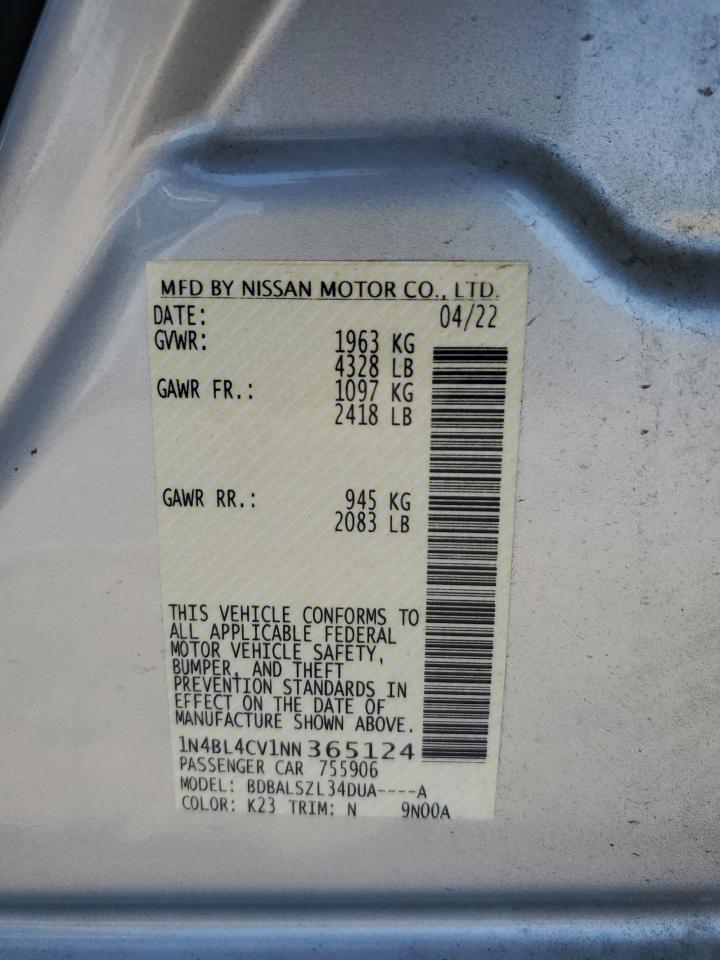 MFD BY NISSAN MOTOR CO., LTD.
DATE: 04/22
GVWR: 1963 KG
4328 LB
GAWR FR.: 1097 KG
2418 LB
GAWR RR.: 945 KG
2083 LB
THIS VEHICLE CONFORMS TO
ALL APPLICABLE FEDERAL
MOTOR VEHICLE SAFETY,
BUMPER, AND THEFT
PREVENTION STANDARDS IN
EFFECT ON THE DATE OF
MANUFACTURE SHOWN ABOVE.
1N4BL4CV1NN365124
PASSENGER CAR 755906
MODEL: BDBALSZL34DUA----A
COLOR: K23 TRIM: N 9N00A